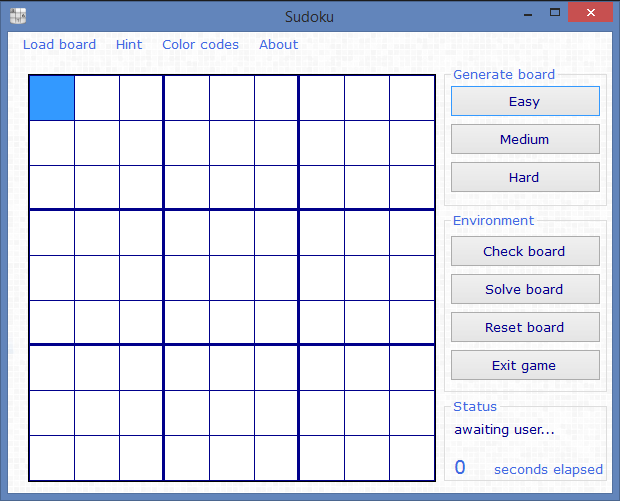 Sudoku
Load board Hint Color codes About
Generate board
Easy
Medium
Hard
Environment
Check board
Solve board
Reset board
Exit game
Status
awaiting user...
0 seconds elapsed